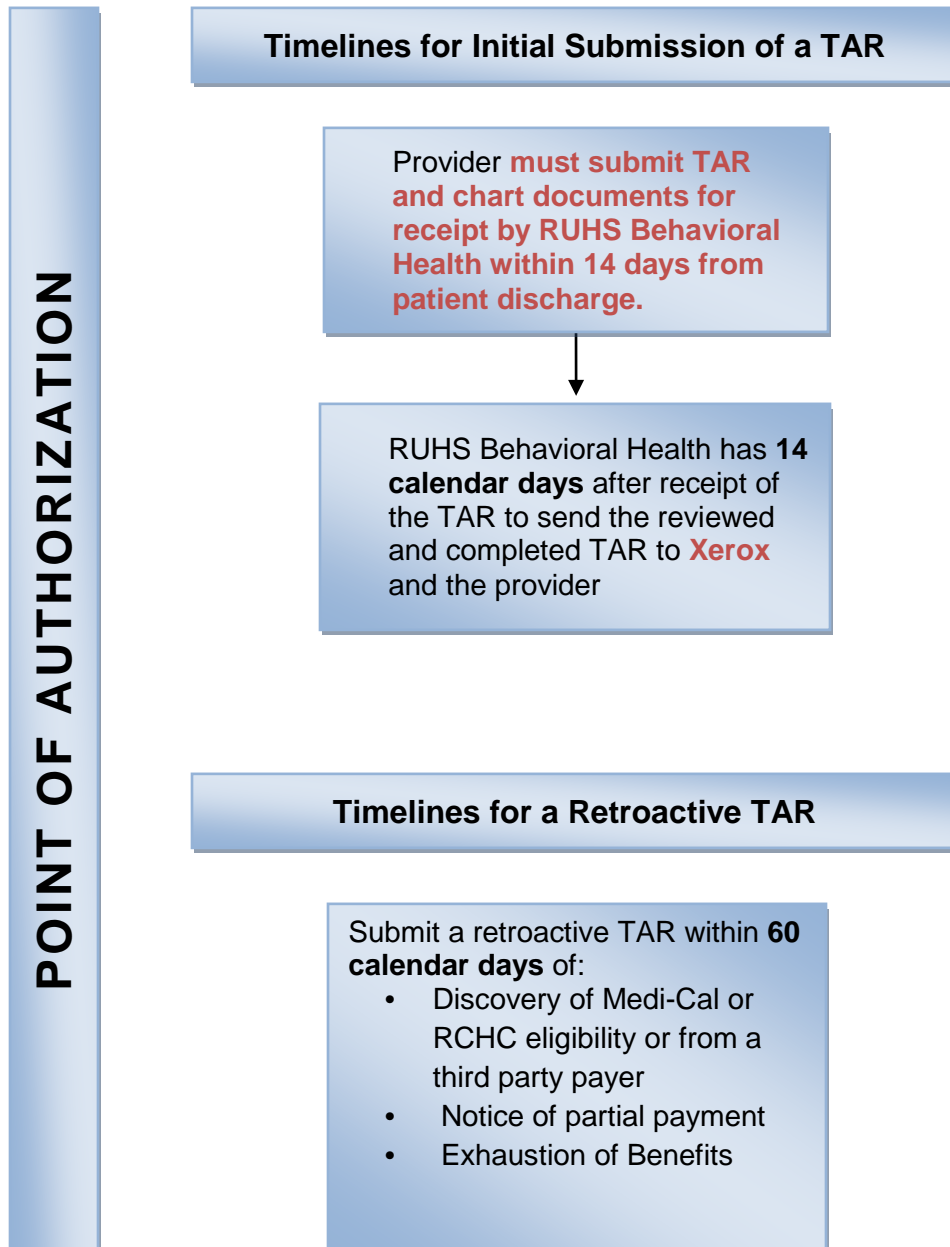 POINT OF AUTHORIZATION
Timelines for Initial Submission of a TAR
Provider must submit TAR
and chart documents for
receipt by RUHS Behavioral
Health within 14 days from
patient discharge.
RUHS Behavioral Health has 14
calendar days after receipt of
the TAR to send the reviewed
and completed TAR to Xerox
and the provider
Timelines for a Retroactive TAR
Submit a retroactive TAR within 60
calendar days of:
• Discovery of Medi-Cal or
RCHC eligibility or from a
third party payer
• Notice of partial payment
• Exhaustion of Benefits